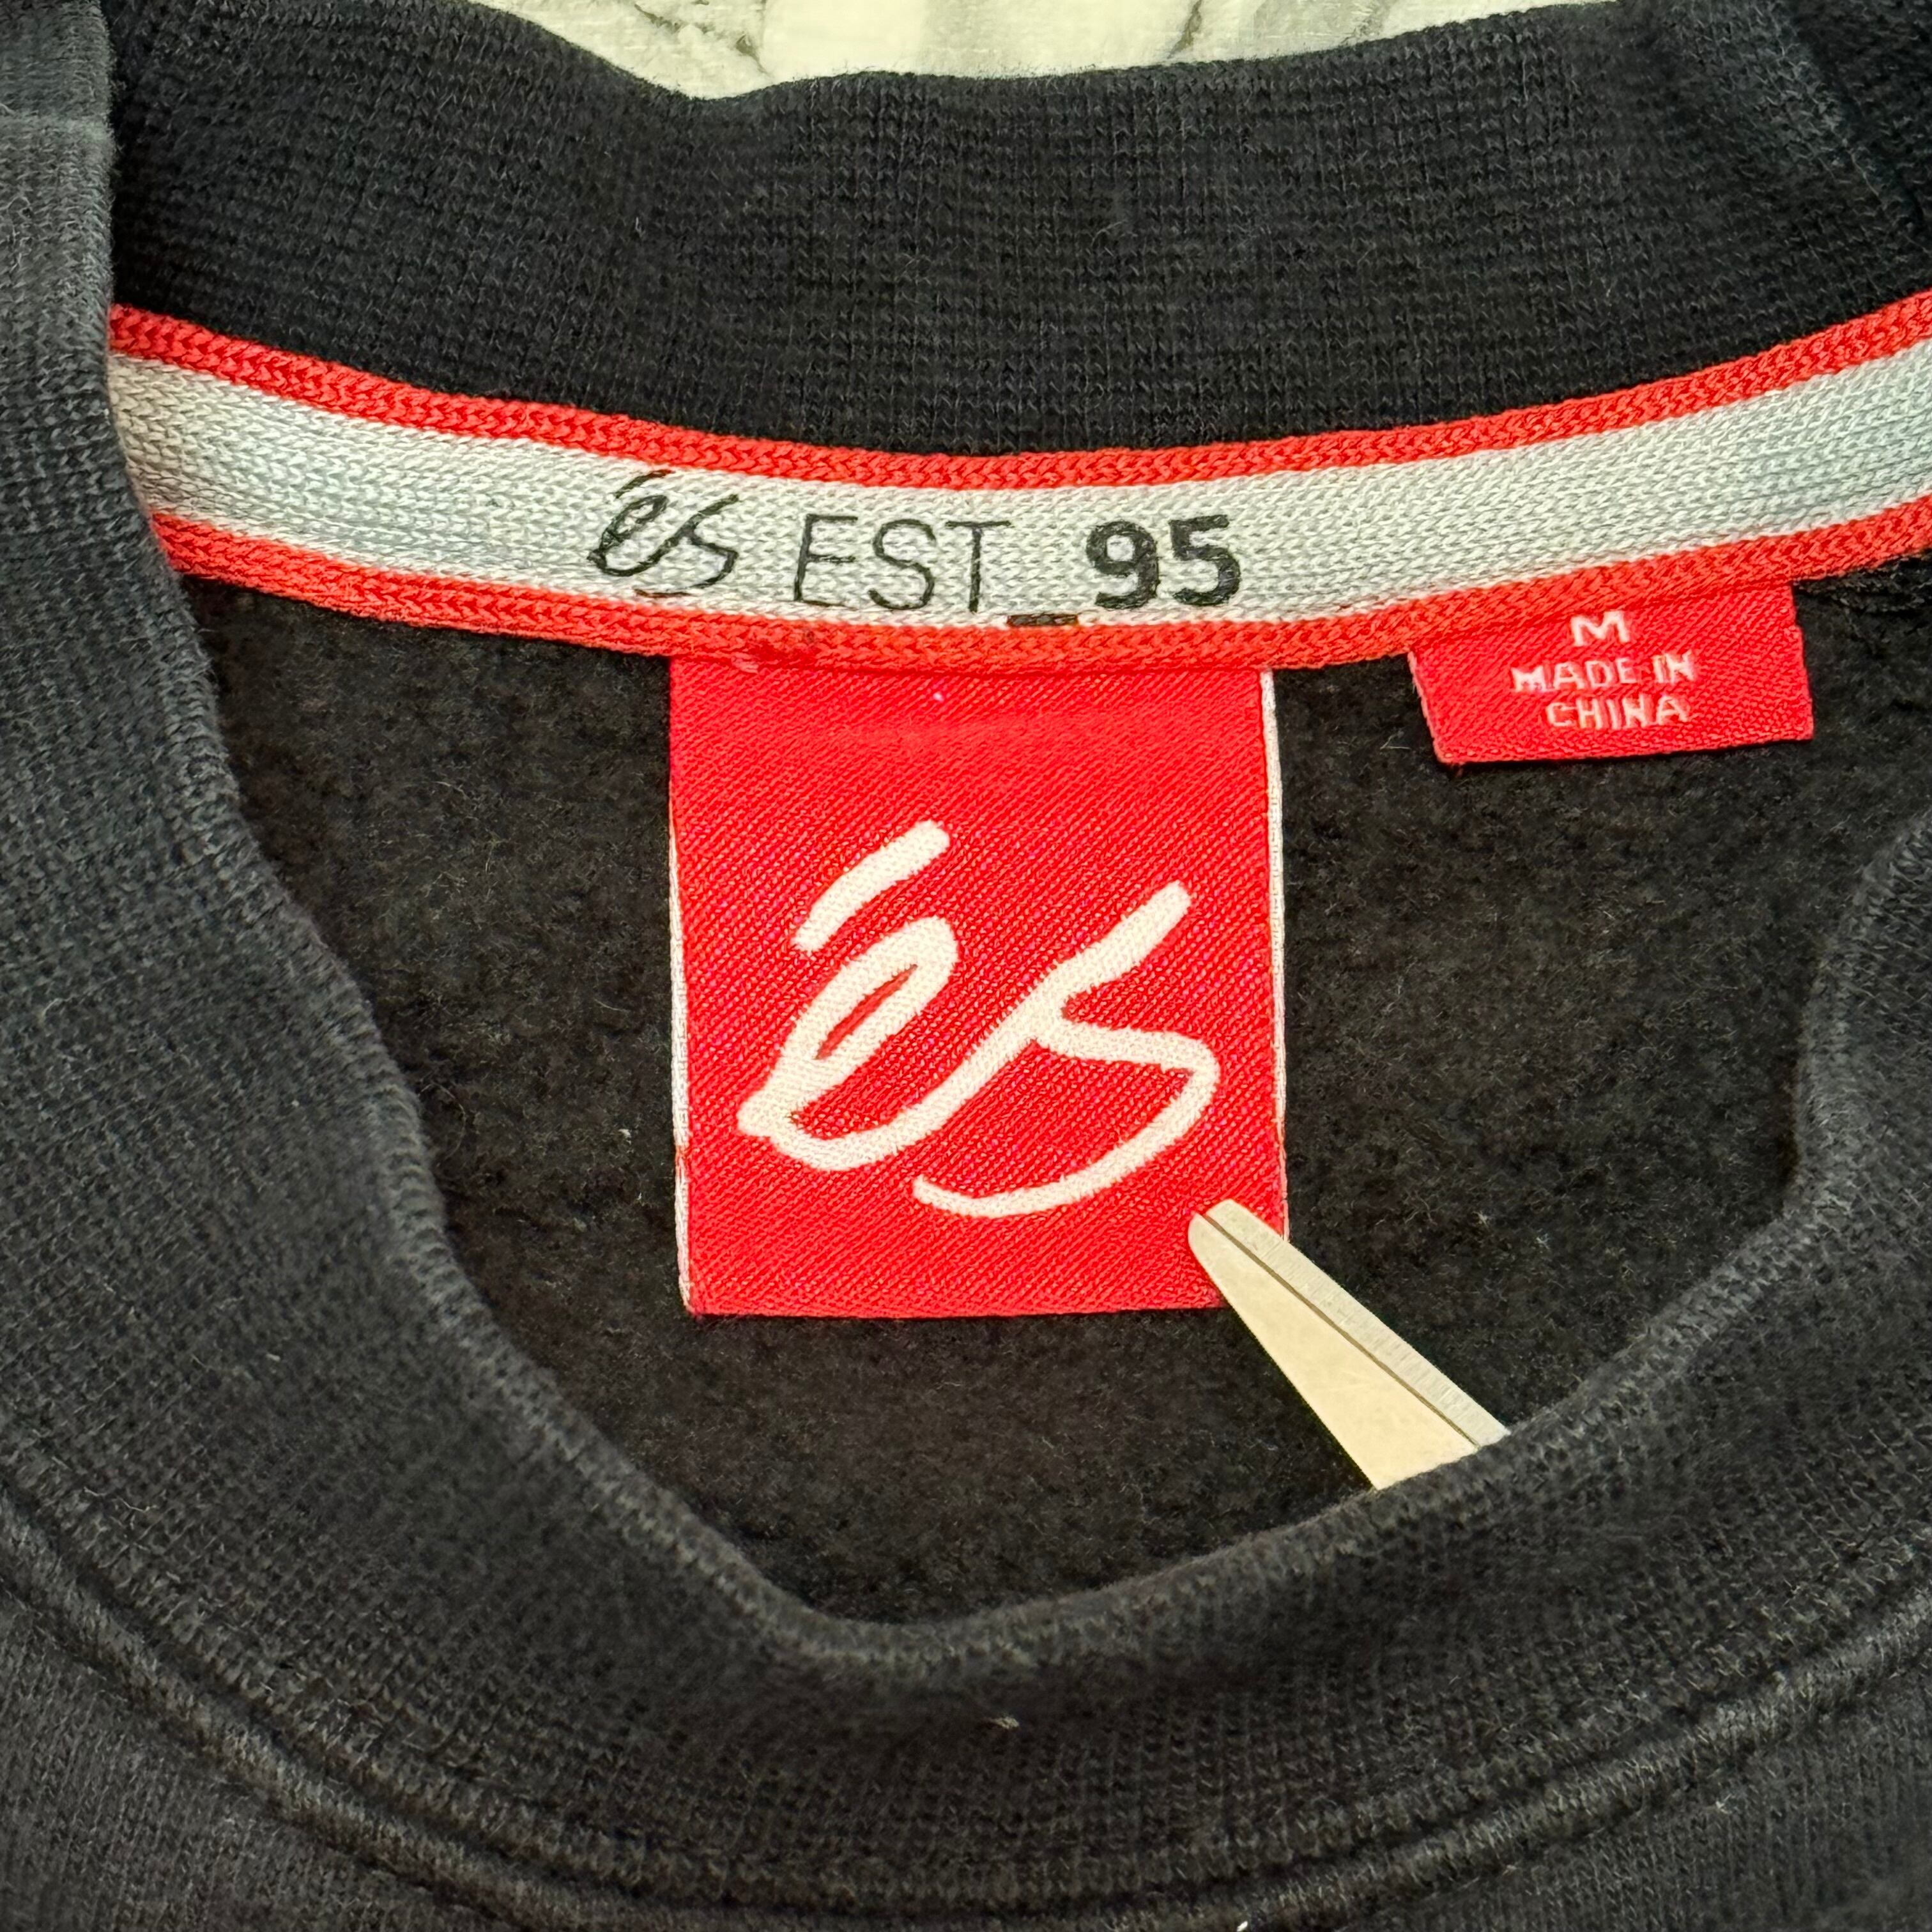 és EST_95
M
MADE IN
CHINA
és